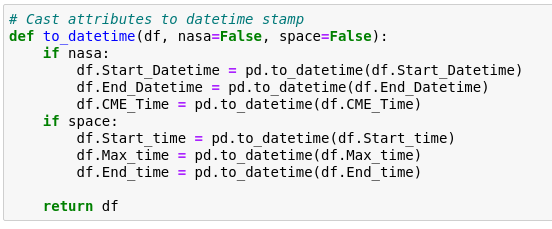 # Cast attributes to datetime stamp
def to_datetime(df, nasa=False, space=False):
    if nasa:
        df.Start_Datetime = pd.to_datetime(df.Start_Datetime)
        df.End_Datetime = pd.to_datetime(df.End_Datetime)
        df.CME_Time = pd.to_datetime(df.CME_Time)
    if space:
        df.Start_time = pd.to_datetime(df.Start_time)
        df.Max_time = pd.to_datetime(df.Max_time)
        df.End_time = pd.to_datetime(df.End_time)
    return df